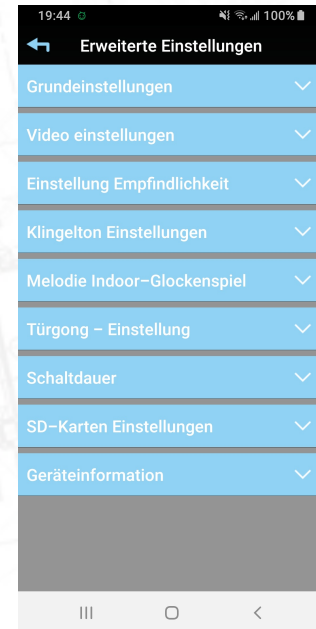 19:44 100%
Erweiterte Einstellungen
Grundeinstellungen
Video einstellungen
Einstellung Empfindlichkeit
Klingelton Einstellungen
Melodie Indoor-Glockenspiel
Türgong - Einstellung
Schaltdauer
SD-Karten Einstellungen
Geräteinformation